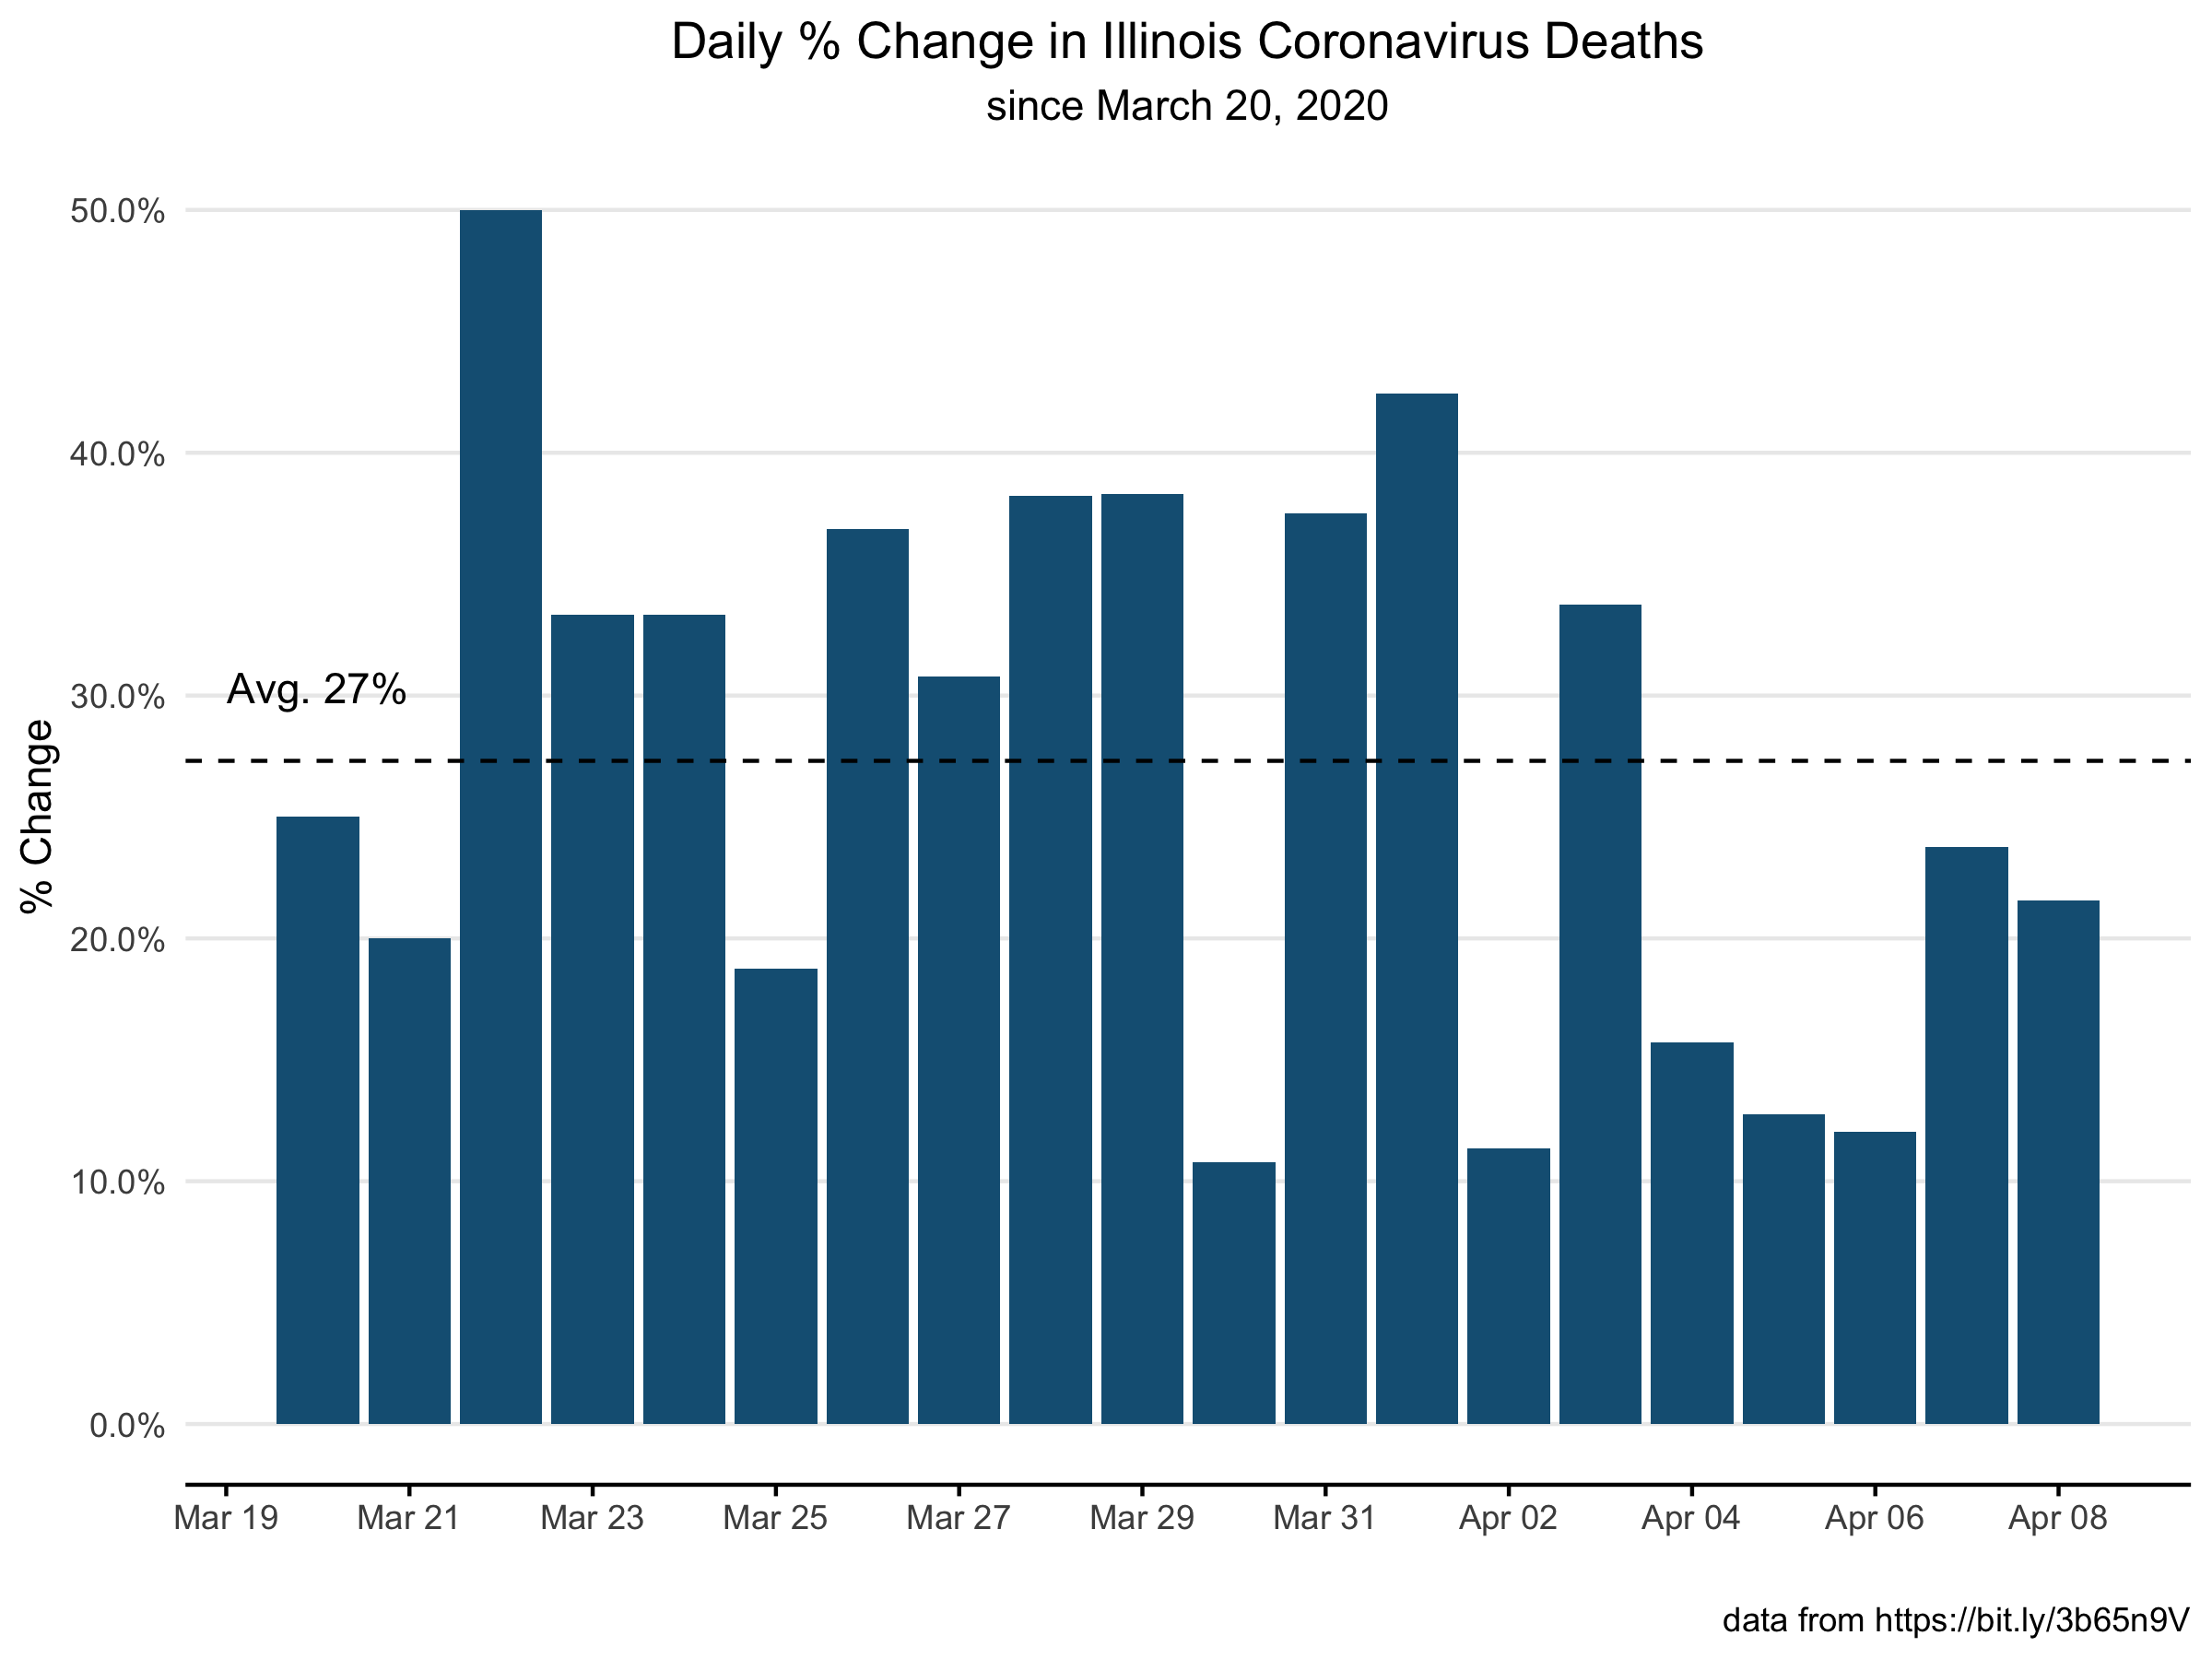 Daily % Change in Illinois Coronavirus Deaths
since March 20, 2020
50.0%
40.0%
30.0%
20.0%
10.0%
0.0%
% Change
Avg. 27%
Mar 19 Mar 21 Mar 23 Mar 25 Mar 27 Mar 29 Mar 31 Apr 02 Apr 04 Apr 06 Apr 08
data from https://bit.ly/3b65n9V